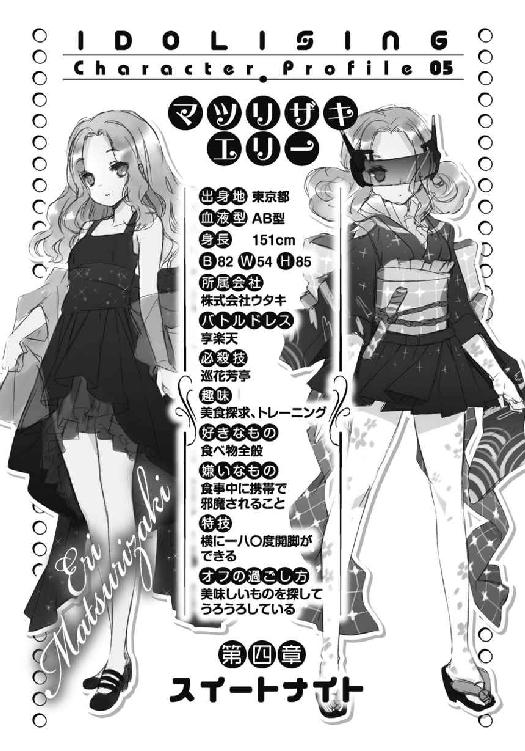 IDOLISING
Character Profile 05
マツリザキ
エリー
出身地 東京都
血液型 AB型
身長 151cm
B82 W54 H85
所属会社
株式会社ウタキ
バトルドレス
享楽天
必殺技
巡花芳亭
趣味
美食探求、トレーニング
好きなもの
食べ物全般
嫌いなもの
食事中に携帯で
邪魔されること
特技
横に一八〇度開脚が
できる
オフの過ごし方
美味しいものを探して
うろうろしている
Eri
Matsurizaki
第四章
スイートナイト